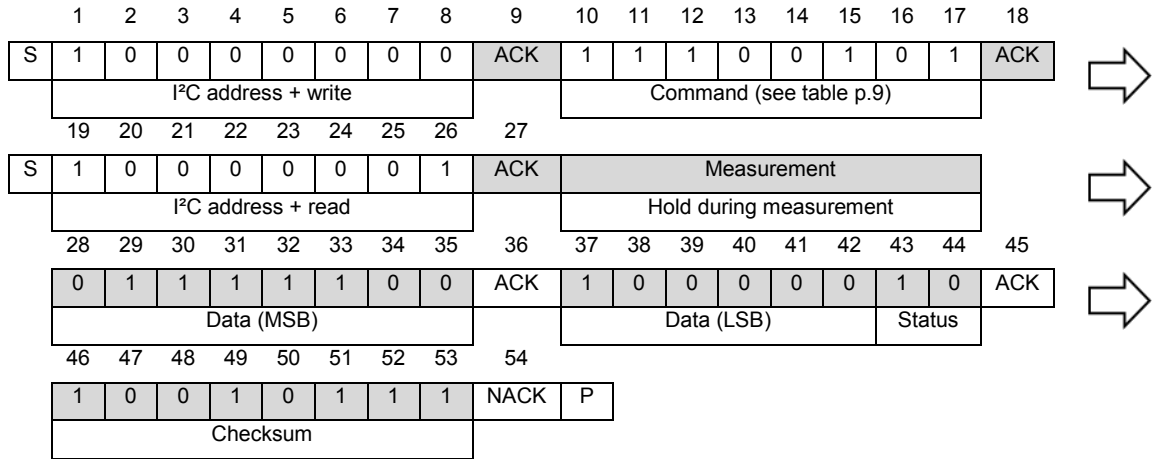 1 2 3 4 5 6 7 8 9 10 11 12 13 14 15 16 17 18
S 1 0 0 0 0 0 0 0 ACK 1 1 1 0 0 1 0 1 ACK
I²C address + write Command (see table p.9)
19 20 21 22 23 24 25 26 27
S 1 0 0 0 0 0 0 1 ACK Measurement
I²C address + read Hold during measurement
28 29 30 31 32 33 34 35 36 37 38 39 40 41 42 43 44 45
0 1 1 1 1 1 0 0 ACK 1 0 0 0 0 0 1 0 ACK
Data (MSB) Data (LSB) Status
46 47 48 49 50 51 52 53 54
1 0 0 1 0 1 1 1 NACK P
Checksum